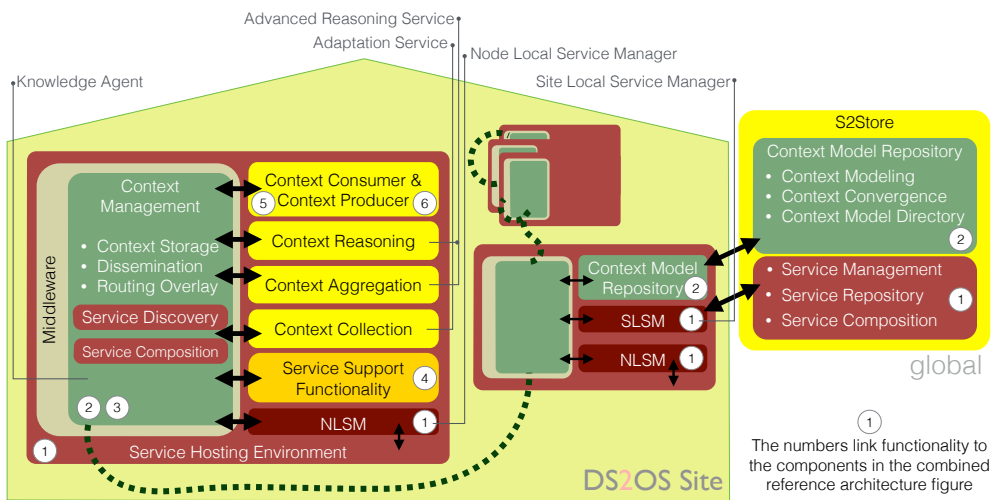 Advanced Reasoning Service
Adaptation Service
Node Local Service Manager
Knowledge Agent
Site Local Service Manager
Middleware
Context
Management
• Context Storage
• Dissemination
• Routing Overlay
Service Discovery
Service Composition
2 3
1
Service Hosting Environment
Context Consumer &
Context Producer
5
6
Context Reasoning
Context Aggregation
Context Collection
Service Support
Functionality
4
NLSM
1
Context Model
Repository
2
SLSM
1
NLSM
1
DS2OS Site
S2Store
Context Model Repository
• Context Modeling
• Context Convergence
• Context Model Directory
2
• Service Management
• Service Repository
• Service Composition
1
global
1
The numbers link functionality to
the components in the combined
reference architecture figure